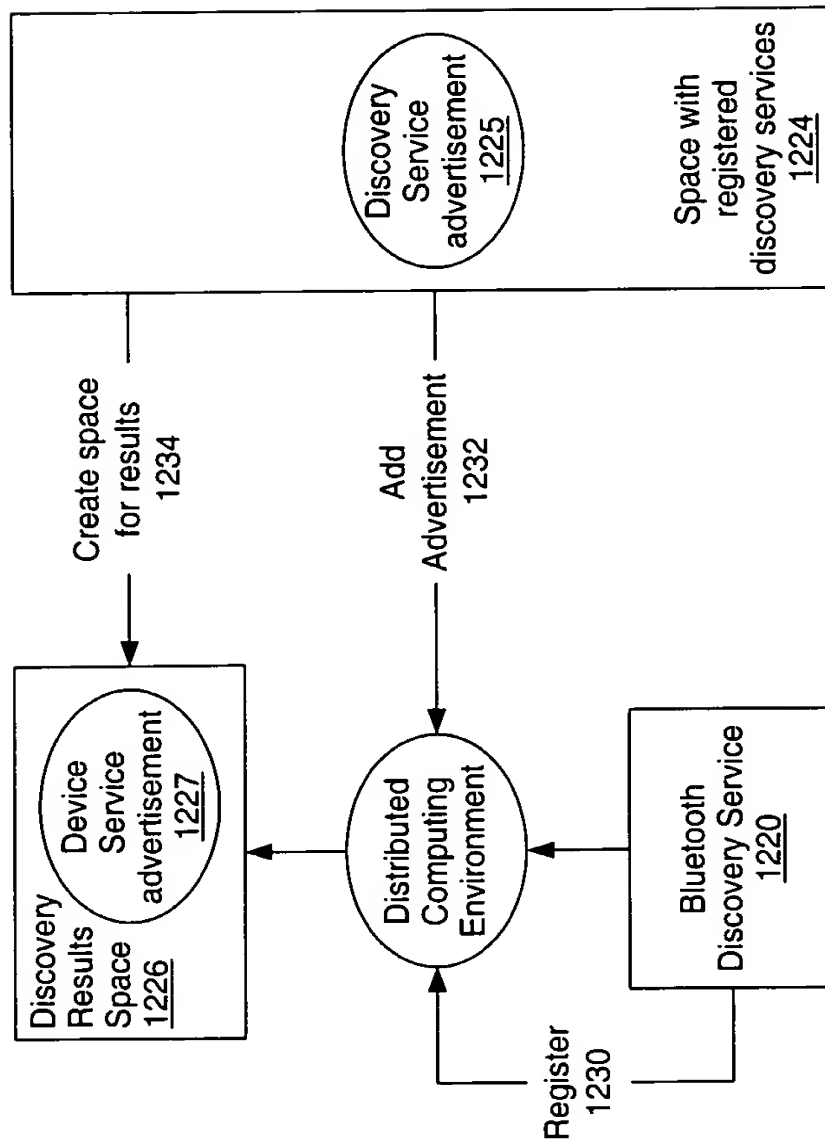 Discovery
Results
Space
1226
Device
Service
advertisement
1227
Create space
for results
1234
Distributed
Computing
Environment
Add
Advertisement
1232
Discovery
Service
advertisement
1225
Register
1230
Bluetooth
Discovery Service
1220
Space with
registered
discovery services
1224